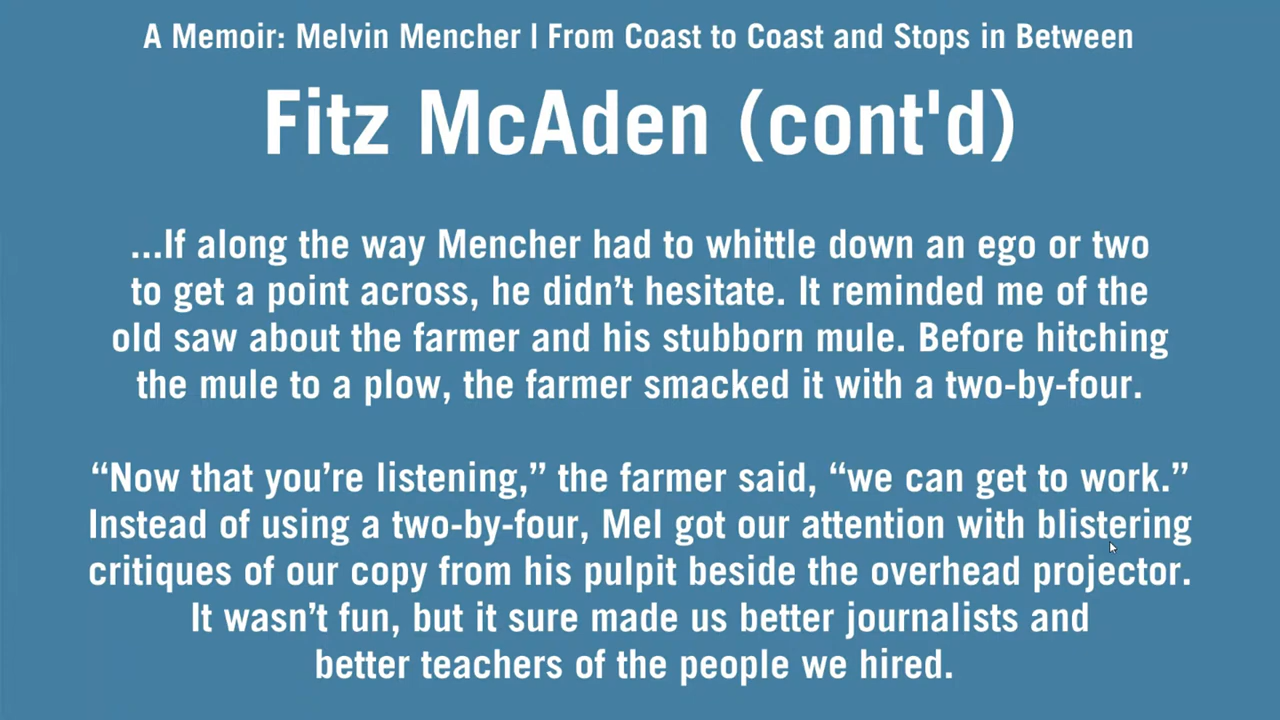 A Memoir: Melvin Mencher | From Coast to Coast and Stops in Between
Fitz McAden (cont'd)
...If along the way Mencher had to whittle down an ego or two
to get a point across, he didn’t hesitate. It reminded me of the
old saw about the farmer and his stubborn mule. Before hitching
the mule to a plow, the farmer smacked it with a two-by-four.
“Now that you’re listening,” the farmer said, “we can get to work.”
Instead of using a two-by-four, Mel got our attention with blistering
critiques of our copy from his pulpit beside the overhead projector.
It wasn’t fun, but it sure made us better journalists and
better teachers of the people we hired.